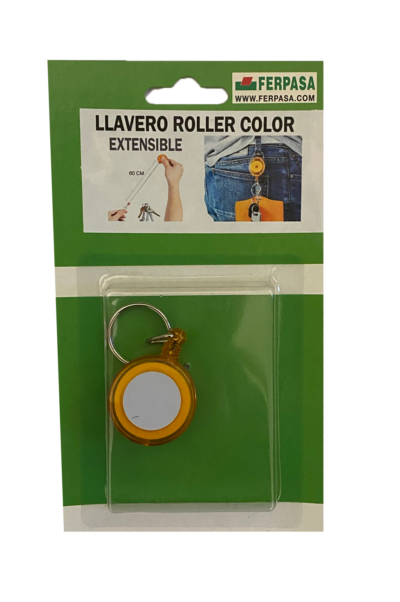 FERPASA
WWW.FERPASA.COM
LLAVERO ROLLER COLOR
EXTENSIBLE
60 CM